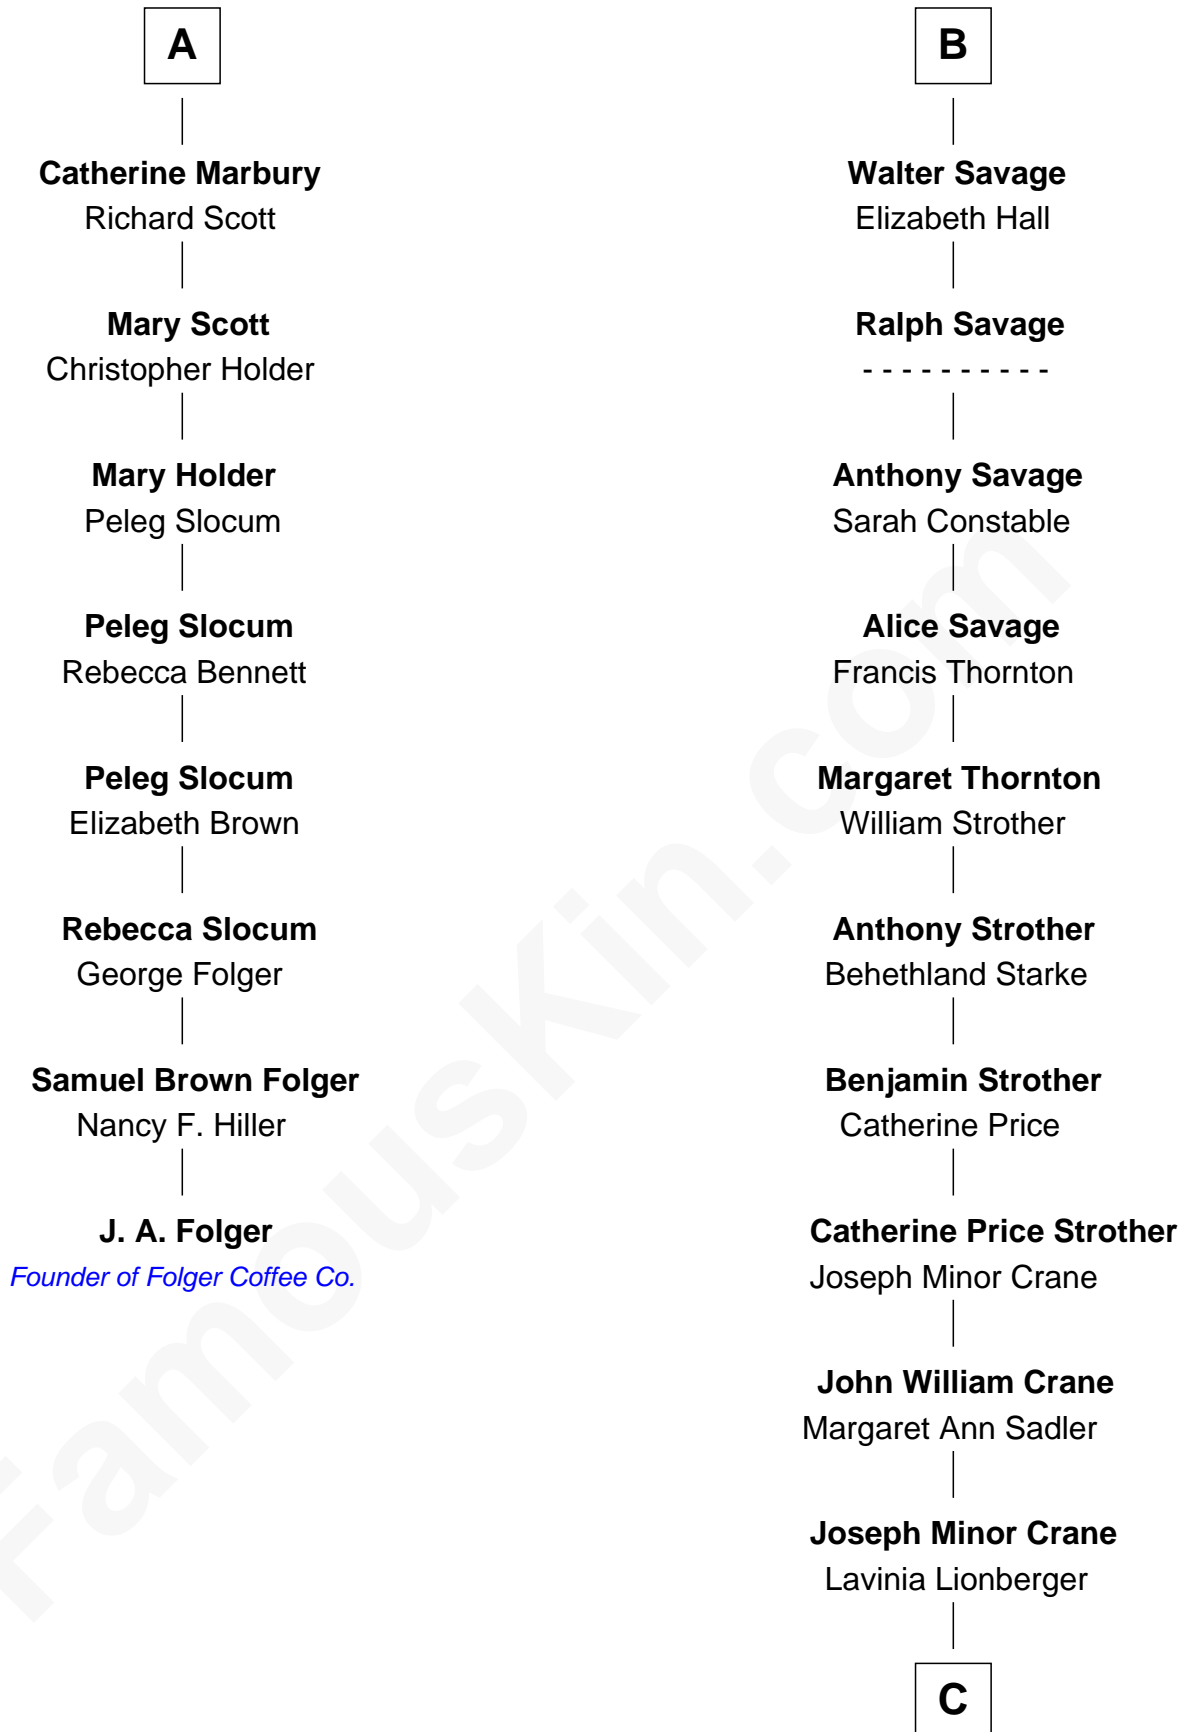 A
Catherine Marbury
Richard Scott
Mary Scott
Christopher Holder
Mary Holder
Peleg Slocum
Peleg Slocum
Rebecca Bennett
Peleg Slocum
Elizabeth Brown
Rebecca Slocum
George Folger
Samuel Brown Folger
Nancy F. Hiller
J. A. Folger
Founder of Folger Coffee Co.
B
Walter Savage
Elizabeth Hall
Ralph Savage
- - - - - - - - - -
Anthony Savage
Sarah Constable
Alice Savage
Francis Thornton
Margaret Thornton
William Strother
Anthony Strother
Behethland Starke
Benjamin Strother
Catherine Price
Catherine Price Strother
Joseph Minor Crane
John William Crane
Margaret Ann Sadler
Joseph Minor Crane
Lavinia Lionberger
C
FamousKin.com